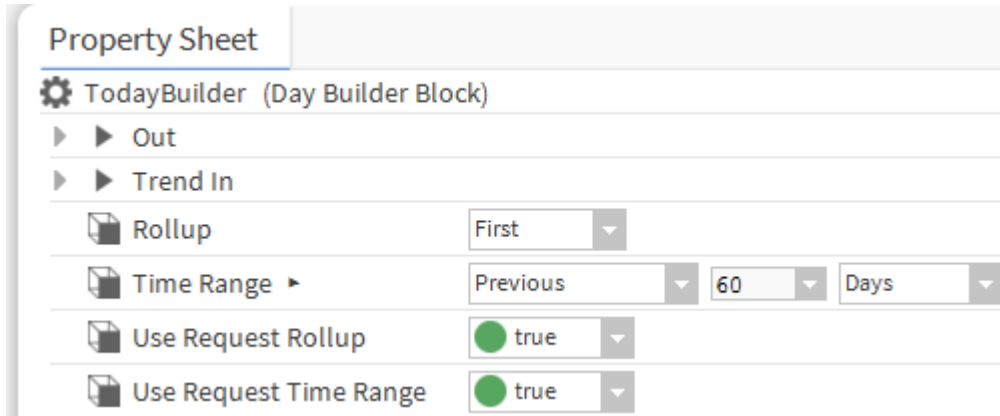 Property Sheet
TodayBuilder (Day Builder Block)
Out
Trend In
Rollup First
Time Range Previous 60 Days
Use Request Rollup true
Use Request Time Range true